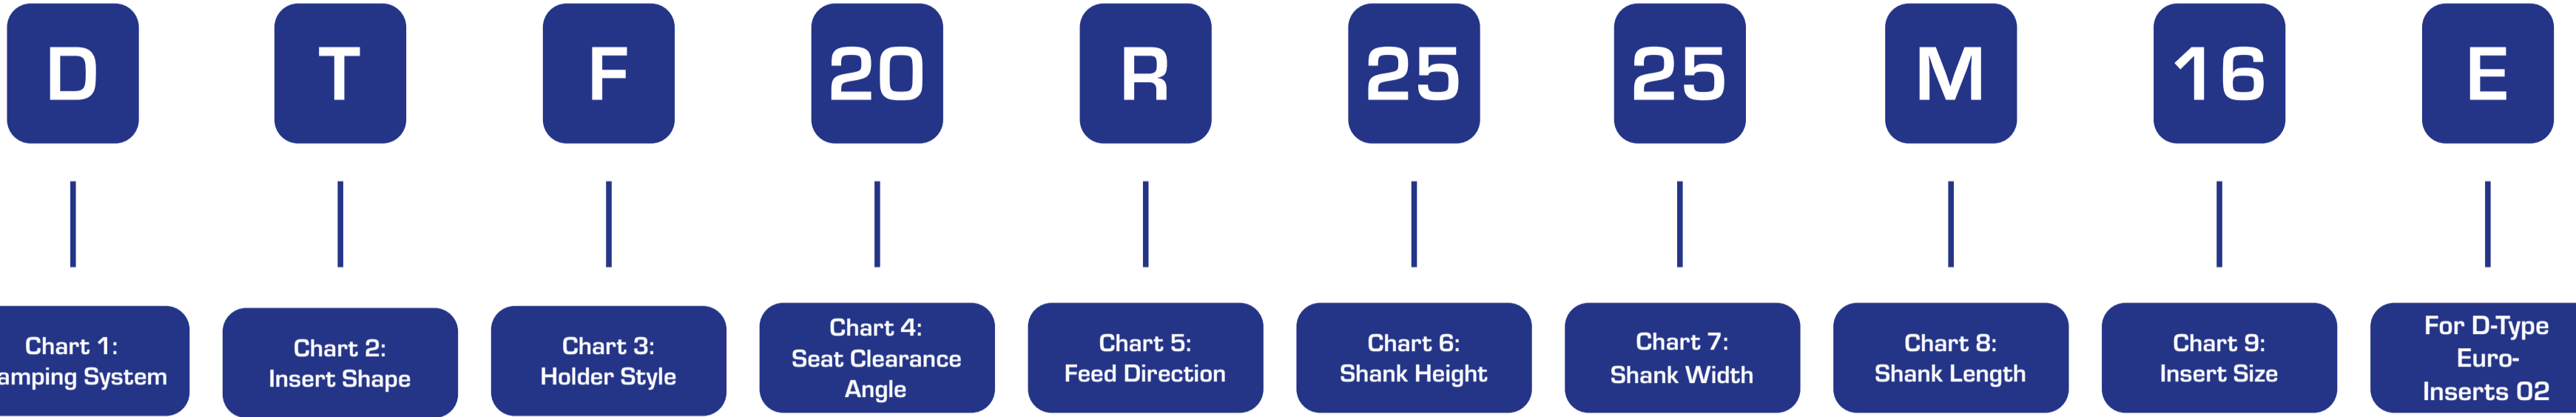 D T F 20 R 25 25 M 16 E
Chart 1:
amping System
Chart 2:
Insert Shape
Chart 3:
Holder Style
Chart 4:
Seat Clearance
Angle
Chart 5:
Feed Direction
Chart 6:
Shank Height
Chart 7:
Shank Width
Chart 8:
Shank Length
Chart 9:
Insert Size
For D-Type
Euro-
Inserts 02